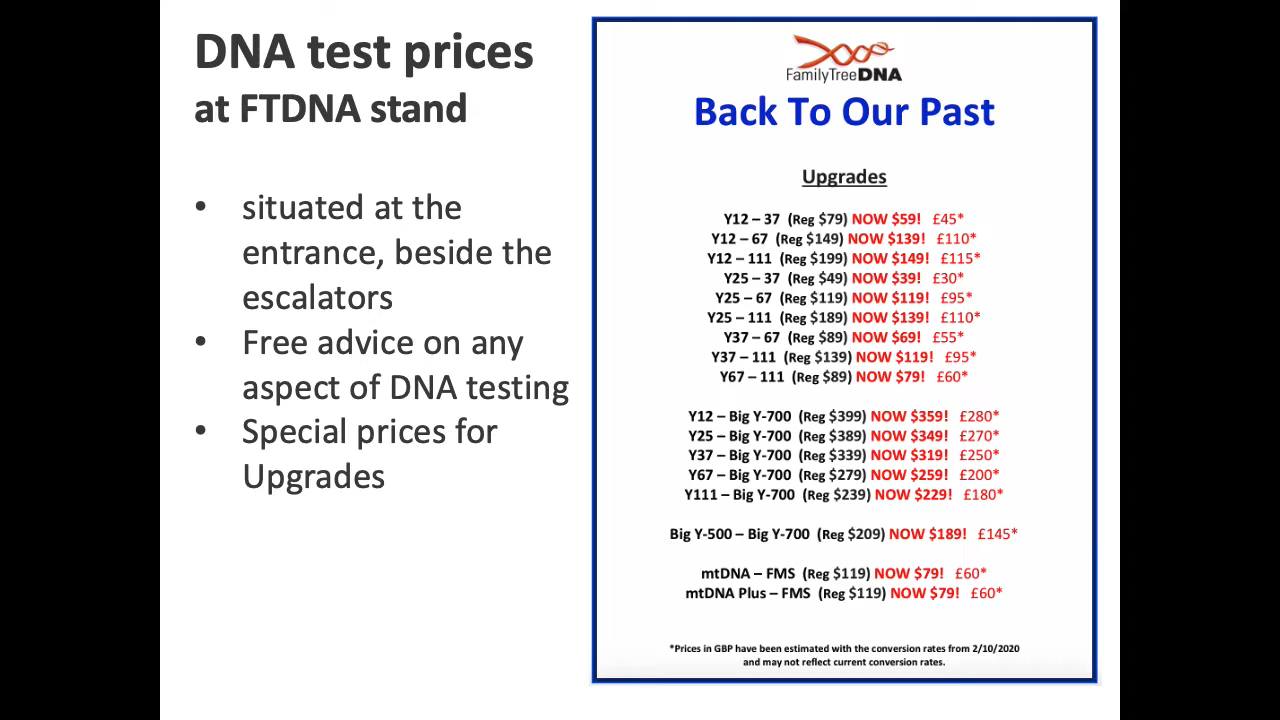 DNA test prices
at FTDNA stand
• situated at the
entrance, beside the
escalators
• Free advice on any
aspect of DNA testing
• Special prices for
Upgrades
FamilyTreeDNA
Back To Our Past
Upgrades
Y12 – 37 (Reg $79) NOW $59! £45*
Y12 – 67 (Reg $149) NOW $139! £110*
Y12 – 111 (Reg $199) NOW $149! £115*
Y25 – 37 (Reg $49) NOW $39! £30*
Y25 – 67 (Reg $119) NOW $119! £95*
Y25 – 111 (Reg $189) NOW $139! £110*
Y37 – 67 (Reg $89) NOW $69! £55*
Y37 – 111 (Reg $139) NOW $119! £95*
Y67 – 111 (Reg $89) NOW $79! £60*
Y12 – Big Y-700 (Reg $399) NOW $359! £280*
Y25 – Big Y-700 (Reg $389) NOW $349! £270*
Y37 – Big Y-700 (Reg $339) NOW $319! £250*
Y67 – Big Y-700 (Reg $279) NOW $259! £200*
Y111 – Big Y-700 (Reg $239) NOW $229! £180*
Big Y-500 – Big Y-700 (Reg $209) NOW $189! £145*
mtDNA – FMS (Reg $119) NOW $79! £60*
mtDNA Plus – FMS (Reg $119) NOW $79! £60*
*Prices in GBP have been estimated with the conversion rates from 2/10/2020
and may not reflect current conversion rates.